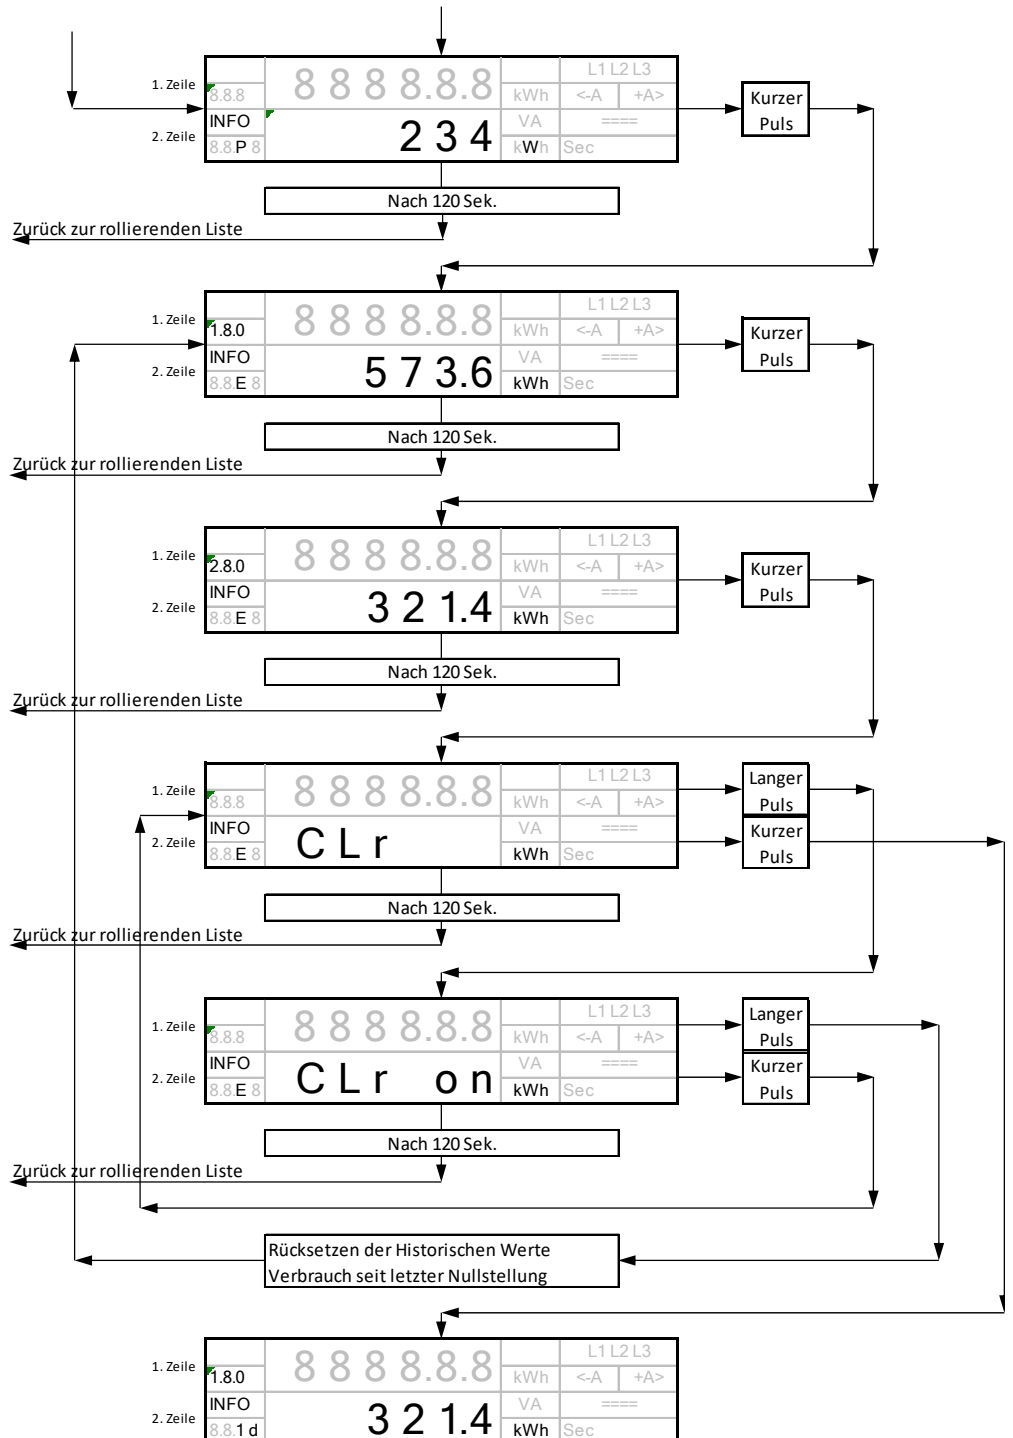 L1 L2 L3
1. Zeile 8.8.8 8 8 8 8.8.8 kWh <-A +A> Kurzer Puls
INFO VA ====
2. Zeile 8.8.P 8 2 3 4 kWh Sec
Nach 120 Sek.
Zurück zur rollierenden Liste
L1 L2 L3
1. Zeile 1.8.0 8 8 8 8.8.8 kWh <-A +A> Kurzer Puls
INFO VA ====
2. Zeile 8.8.E 8 5 7 3.6 kWh Sec
Nach 120 Sek.
Zurück zur rollierenden Liste
L1 L2 L3
1. Zeile 2.8.0 8 8 8 8.8.8 kWh <-A +A> Kurzer Puls
INFO VA ====
2. Zeile 8.8.E 8 3 2 1.4 kWh Sec
Nach 120 Sek.
Zurück zur rollierenden Liste
L1 L2 L3 Langer Puls
1. Zeile 8.8.8 8 8 8 8.8.8 kWh <-A +A>
INFO VA ==== Kurzer Puls
2. Zeile 8.8.E 8 C L r kWh Sec
Nach 120 Sek.
Zurück zur rollierenden Liste
L1 L2 L3 Langer Puls
1. Zeile 8.8.8 8 8 8 8.8.8 kWh <-A +A>
INFO VA ==== Kurzer Puls
2. Zeile 8.8.E 8 C L r o n kWh Sec
Nach 120 Sek.
Zurück zur rollierenden Liste
Rücksetzen der Historischen Werte
Verbrauch seit letzter Nullstellung
L1 L2 L3
1. Zeile 1.8.0 8 8 8 8.8.8 kWh <-A +A>
INFO VA ====
2. Zeile 8.8.1 d 3 2 1.4 kWh Sec